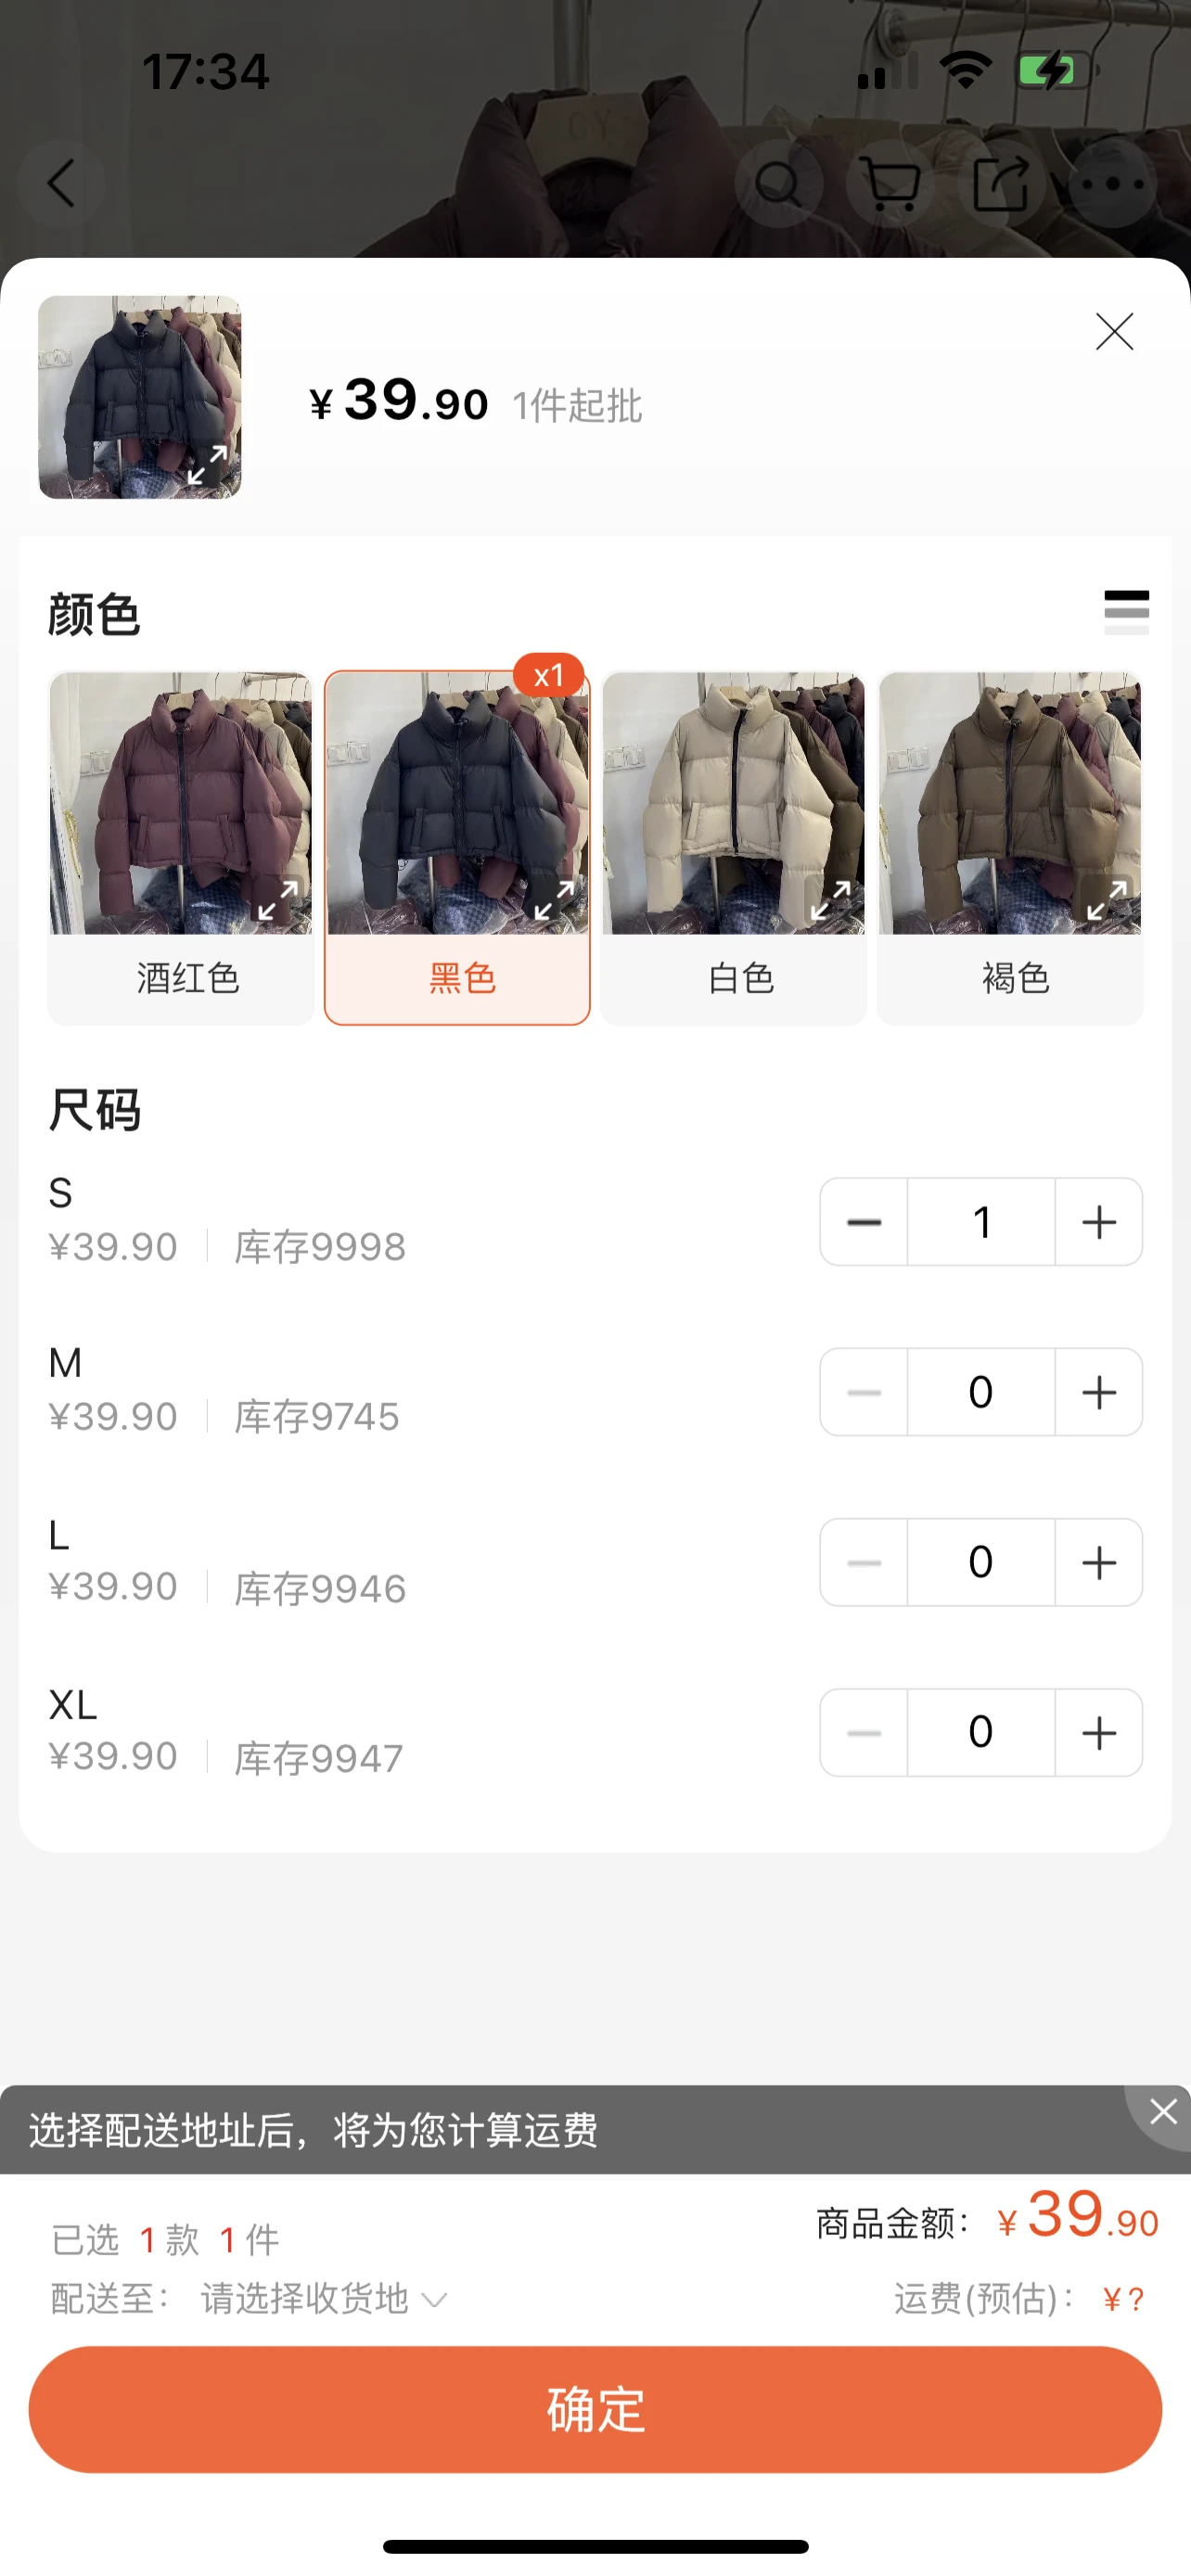 17:34
CY
¥39.90 1件起批
颜色
x1
酒红色 黑色 白色 褐色
尺码
S
¥39.90 库存9998
1
M
¥39.90 库存9745
0
L
¥39.90 库存9946
0
XL
¥39.90 库存9947
0
选择配送地址后，将为您计算运费
已选 1 款 1 件
商品金额：¥39.90
配送至：请选择收货地
运费(预估)：¥?
确定